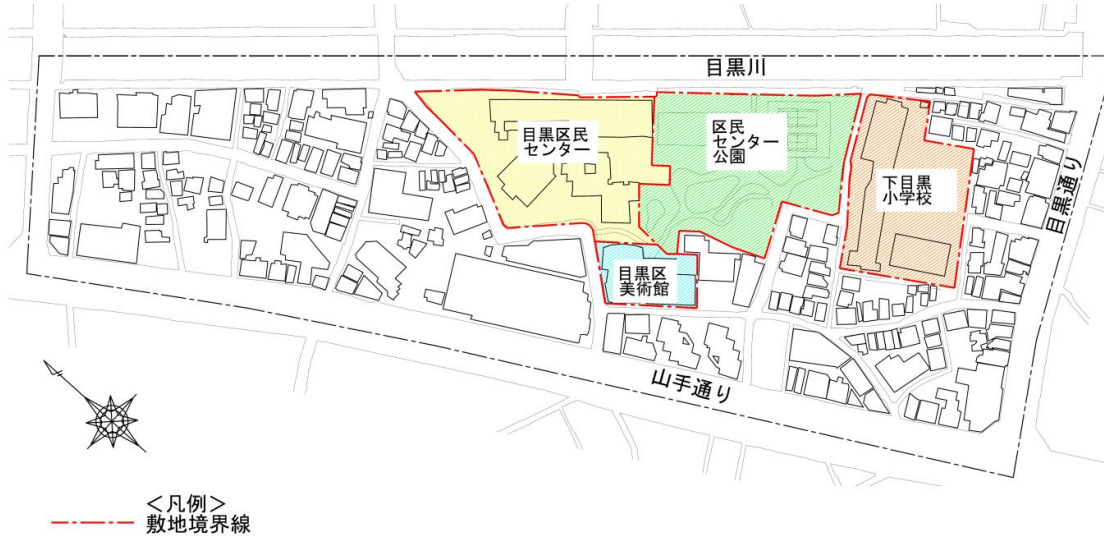 目黒川
目黒区民
センター
区民
センター
公園
下目黒
小学校
目黒通り
目黒区
美術館
山手通り
＜凡例＞
敷地境界線